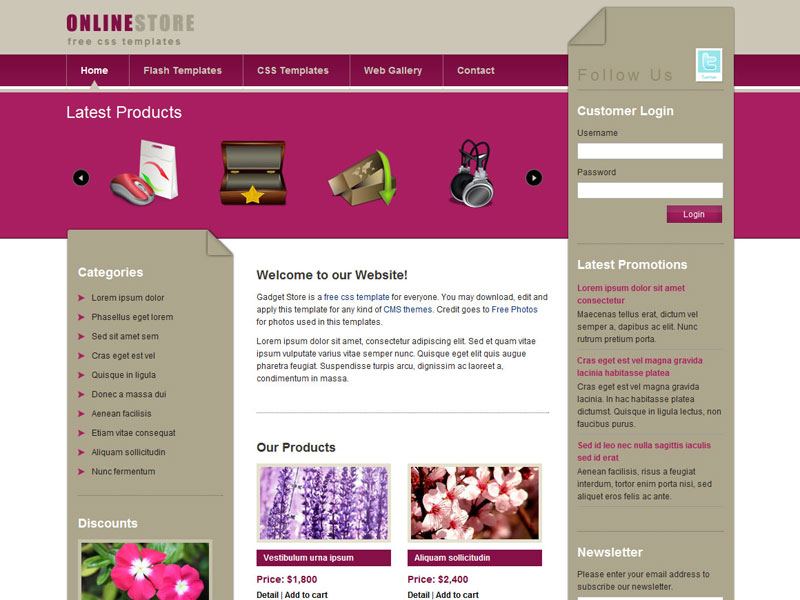 ONLINESTORE
free css templates
Home
Flash Templates
CSS Templates
Web Gallery
Contact
Follow Us
Twitter
Latest Products
Customer Login
Username
Password
Login
Categories
Lorem ipsum dolor
Phasellus eget lorem
Sed sit amet sem
Cras eget est vel
Quisque in ligula
Donec a massa dui
Aenean facilisis
Etiam vitae consequat
Aliquam sollicitudin
Nunc fermentum
Discounts
Welcome to our Website!
Gadget Store is a free css template for everyone. You may download, edit and
apply this template for any kind of CMS themes. Credit goes to Free Photos
for photos used in this templates.
Lorem ipsum dolor sit amet, consectetur adipiscing elit. Sed et quam vitae
ipsum vulputate varius vitae semper nunc. Quisque eget elit quis augue
pharetra feugiat. Suspendisse turpis arcu, dignissim ac laoreet a,
condimentum in massa.
Our Products
Vestibulum urna ipsum
Price: $1,800
Detail | Add to cart
Aliquam sollicitudin
Price: $2,400
Detail | Add to cart
Latest Promotions
Lorem ipsum dolor sit amet
consectetur
Maecenas tellus erat, dictum vel
semper a, dapibus ac elit. Nunc
rutrum pretium porta.
Cras eget est vel magna gravida
lacinia habitasse platea
Cras eget est vel magna gravida
lacinia. In hac habitasse platea
dictumst. Quisque in ligula lectus, non
faucibus purus.
Sed id leo nec nulla sagittis iaculis
sed id erat
Aenean facilisis, risus a feugiat
interdum, tortor enim porta nisi, sed
aliquet eros felis ac ante.
Newsletter
Please enter your email address to
subscribe our newsletter.